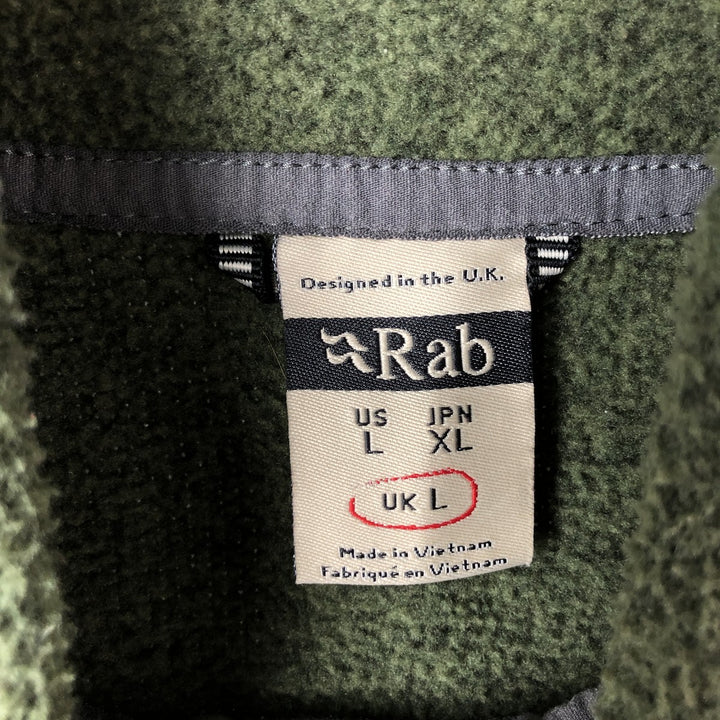 Designed in the U.K.
Rab
US JPN
L XL
UK L
Made in Vietnam
Fabriqué en Vietnam